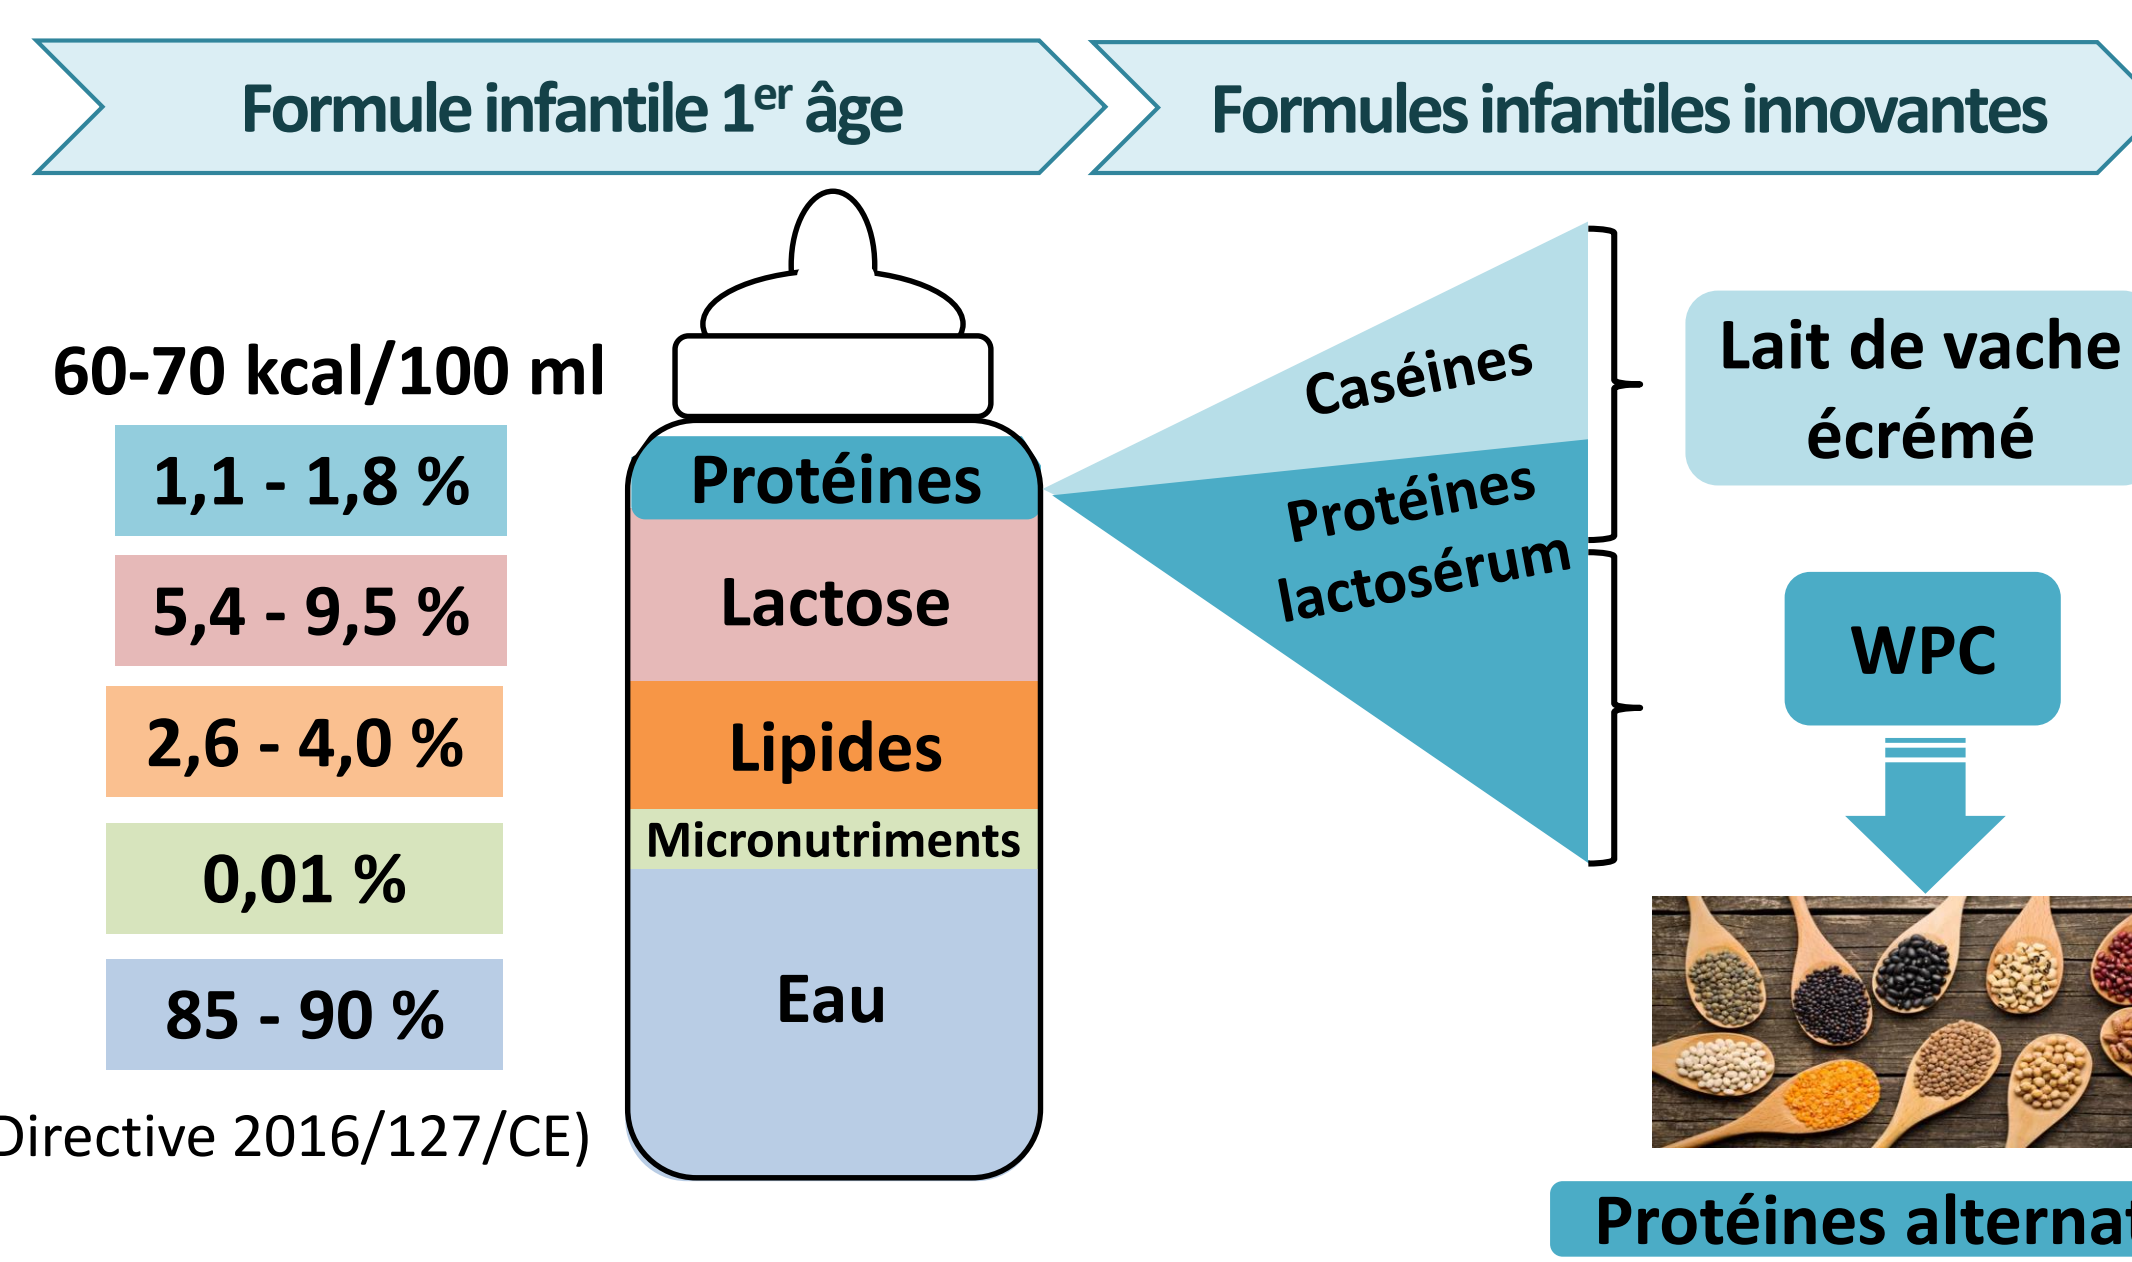 Formule infantile 1er âge
Formules infantiles innovantes
60-70 kcal/100 ml
1,1 - 1,8 %
5,4 - 9,5 %
2,6 - 4,0 %
0,01 %
85 - 90 %
Directive 2016/127/CE)
Protéines
Lactose
Lipides
Micronutriments
Eau
Caséines
Protéines
lactosérum
Lait de vache
écrémé
WPC
Protéines